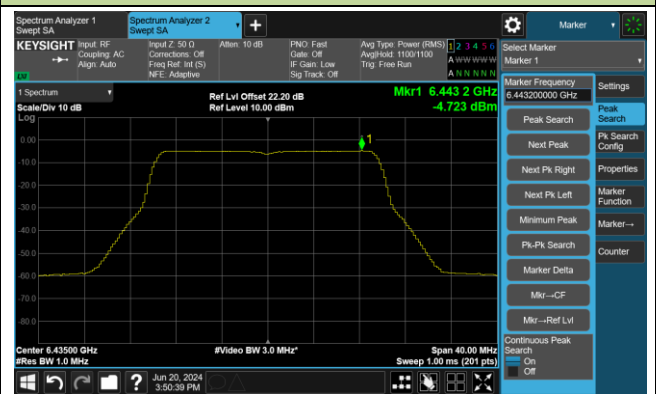 Spectrum Analyzer 1
Swept SA
Spectrum Analyzer 2
Swept SA
Marker
KEYSIGHT
Input: RF
Coupling: AC
Align: Auto
Input Z: 50 Ω
Corrections: Off
Freq Ref: Int (S)
NFE: Adaptive
Atten: 10 dB
PNO: Fast
Gate: Off
IF Gain: Low
Sig Track: Off
Avg Type: Power (RMS)
Avg|Hold: 1100/1100
Trig: Free Run
1 2 3 4 5 6
A W W W W W
A N N N N N
Select Marker
Marker 1
1 Spectrum
Scale/Div 10 dB
Log
Ref Lvl Offset 22.20 dB
Ref Level 10.00 dBm
Mkr1 6.443 2 GHz
-4.723 dBm
0.00
-10.0
-20.0
-30.0
-40.0
-50.0
-60.0
-70.0
-80.0
1
Center 6.43500 GHz
#Res BW 1.0 MHz
#Video BW 3.0 MHz*
Span 40.00 MHz
Sweep 1.00 ms (201 pts)
Marker Frequency
6.443200000 GHz
Peak Search
Next Peak
Next Pk Right
Next Pk Left
Minimum Peak
Pk-Pk Search
Marker Delta
Mkr→CF
Mkr→Ref Lvl
Continuous Peak
Search
On
Off
Settings
Peak
Search
Pk Search
Config
Properties
Marker
Function
Marker→
Counter
?
Jun 20, 2024
3:50:39 PM